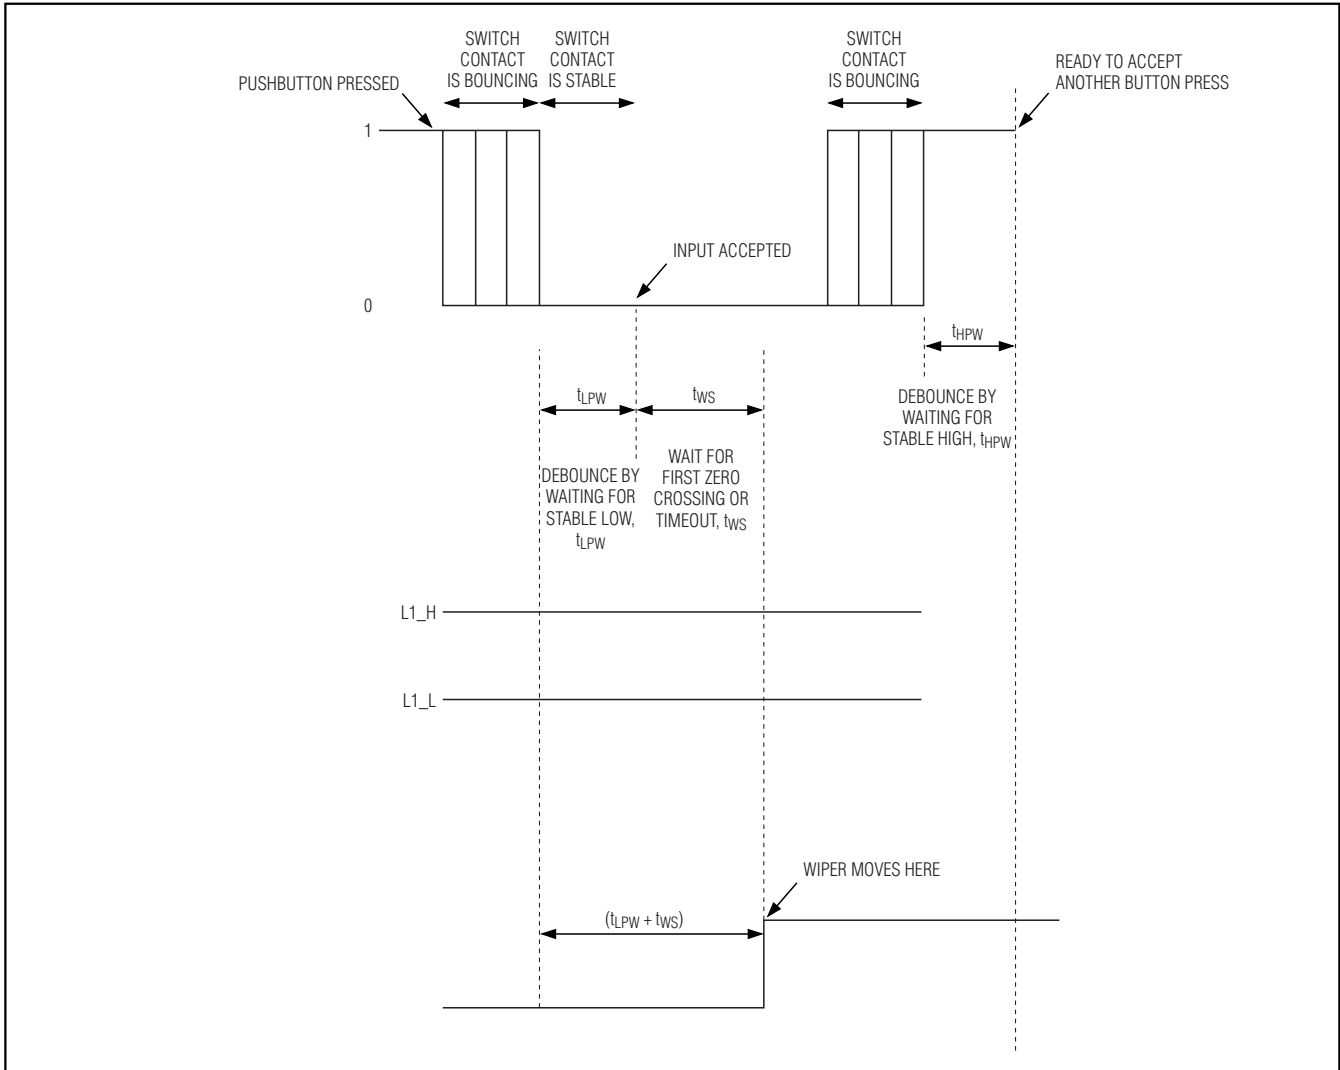 SWITCH
CONTACT
IS BOUNCING
SWITCH
CONTACT
IS STABLE
SWITCH
CONTACT
IS BOUNCING
READY TO ACCEPT
ANOTHER BUTTON PRESS
PUSHBUTTON PRESSED
1
INPUT ACCEPTED
0
tHPW
tLPW
tWS
DEBOUNCE BY
WAITING FOR
STABLE HIGH, tHPW
DEBOUNCE BY
WAITING FOR
STABLE LOW,
tLPW
WAIT FOR
FIRST ZERO
CROSSING OR
TIMEOUT, tWS
L1_H
L1_L
WIPER MOVES HERE
(tLPW + tWS)